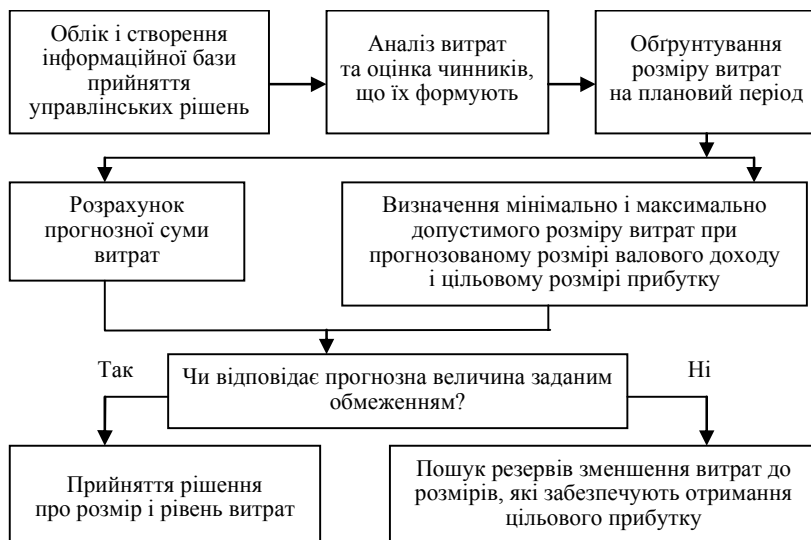 Облік і створення
інформаційної бази
прийняття
управлінських рішень
Аналіз витрат
та оцінка чинників,
що їх формують
Обґрунтування
розміру витрат
на плановий період
Розрахунок
прогнозної суми
витрат
Визначення мінімально і максимально
допустимого розміру витрат при
прогнозованому розмірі валового доходу
і цільовому розмірі прибутку
Так
Чи відповідає прогнозна величина заданим
обмеженням?
Ні
Прийняття рішення
про розмір і рівень витрат
Пошук резервів зменшення витрат до
розмірів, які забезпечують отримання
цільового прибутку